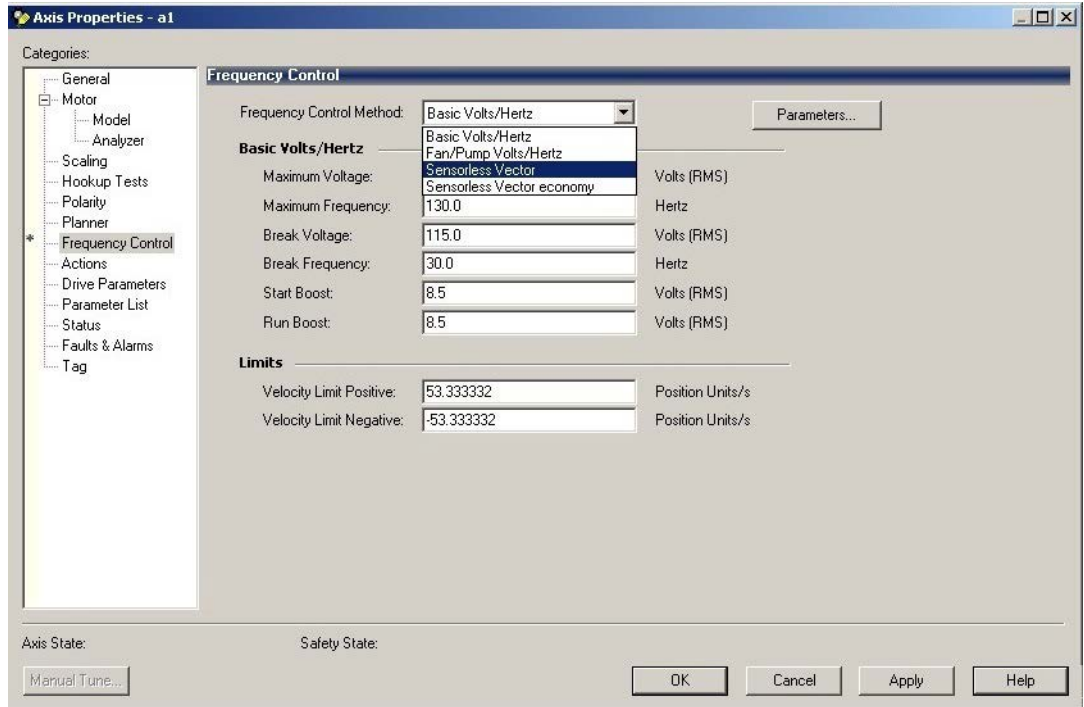 Axis Properties - a1
Categories:
General
Motor
Model
Analyzer
Scaling
Hookup Tests
Polarity
Planner
* Frequency Control
Actions
Drive Parameters
Parameter List
Status
Faults & Alarms
Tag
Frequency Control
Frequency Control Method: Basic Volts/Hertz Parameters...
Basic Volts/Hertz
Fan/Pump Volts/Hertz
Sensorless Vector
Sensorless Vector economy
Basic Volts/Hertz
Maximum Voltage: Volts (RMS)
Maximum Frequency: 130.0 Hertz
Break Voltage: 115.0 Volts (RMS)
Break Frequency: 30.0 Hertz
Start Boost: 8.5 Volts (RMS)
Run Boost: 8.5 Volts (RMS)
Limits
Velocity Limit Positive: 53.333332 Position Units/s
Velocity Limit Negative: -53.333332 Position Units/s
Axis State: Safety State:
Manual Tune... OK Cancel Apply Help